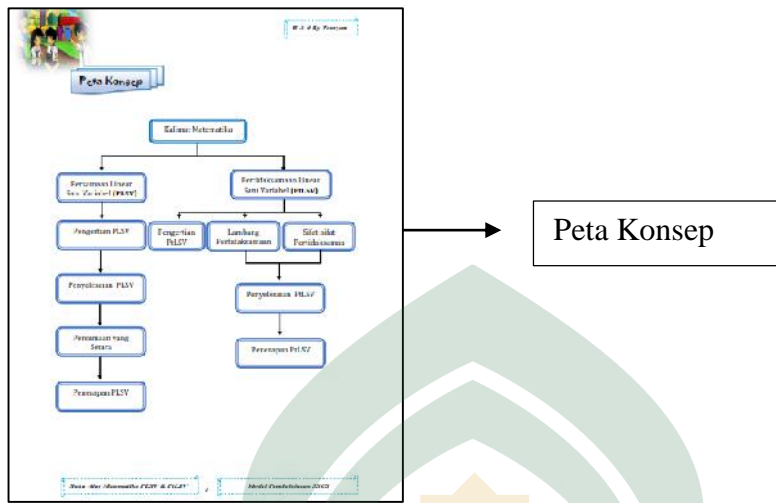 Peta Konsep
Kalimat Matematika
Persamaan Linear
Satu Variabel (PLSV)
Pertidaksamaan Linear
Satu Variabel (PtLSV)
Pengertian PLSV
Pengertian
PtLSV
Lambang
Pertidaksamaan
Sifat-sifat
Pertidaksamaan
Penyelesaian PLSV
Penyelesaian PtLSV
Persamaan yang
Setara
Penerapan PtLSV
Penerapan PLSV
Peta Konsep